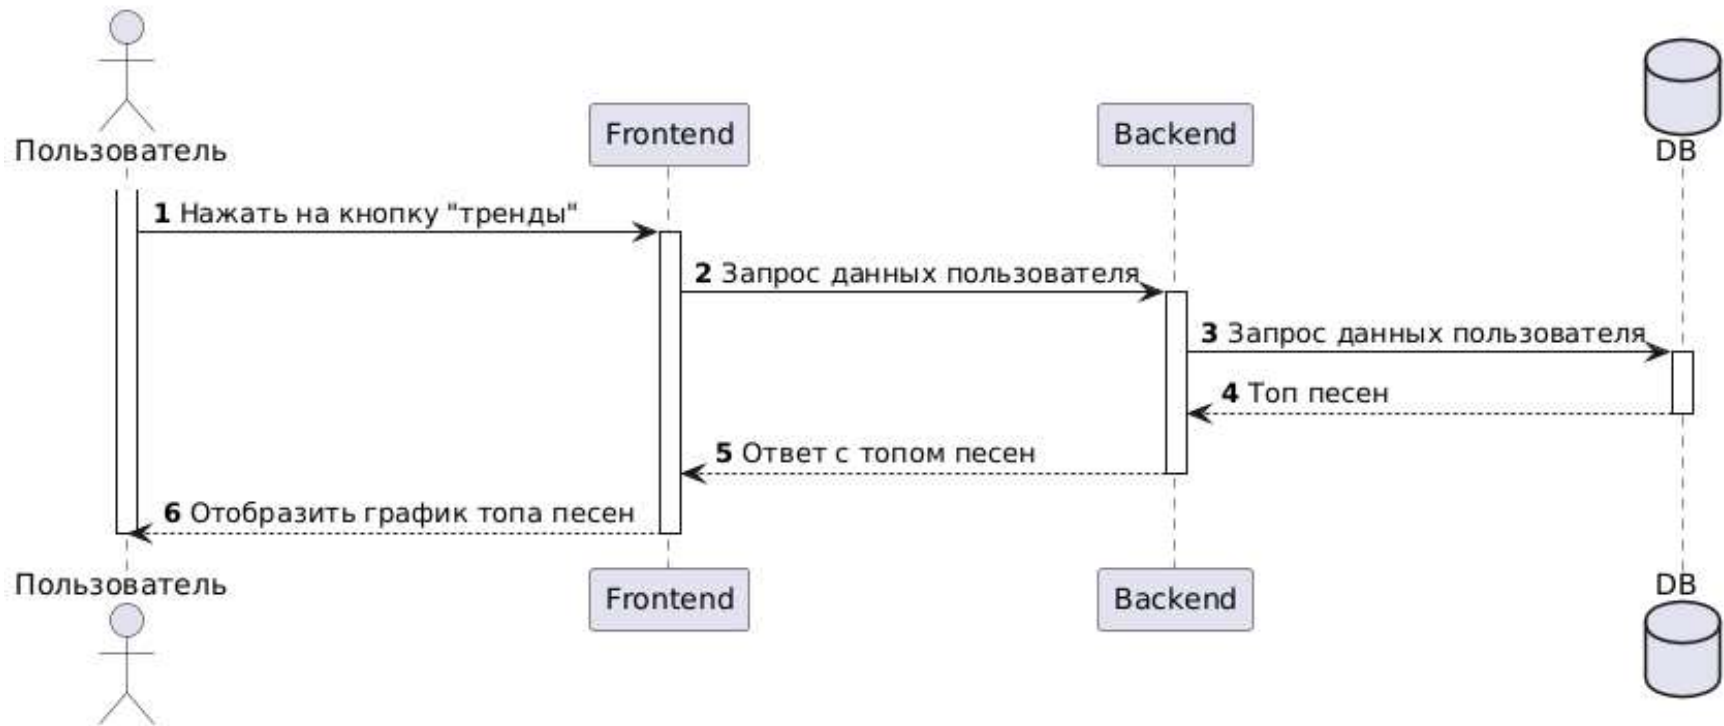 Пользователь
Frontend
Backend
DB
1 Нажать на кнопку "тренды"
2 Запрос данных пользователя
3 Запрос данных пользователя
4 Топ песен
5 Ответ с топом песен
6 Отобразить график топа песен
Пользователь
Frontend
Backend
DB